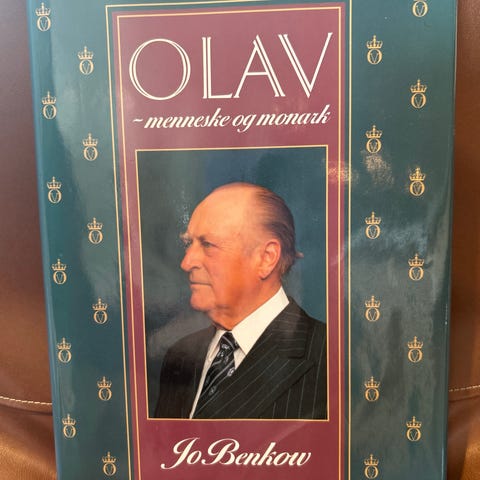 OLAV
~ menneske og monark
Jo Benkow